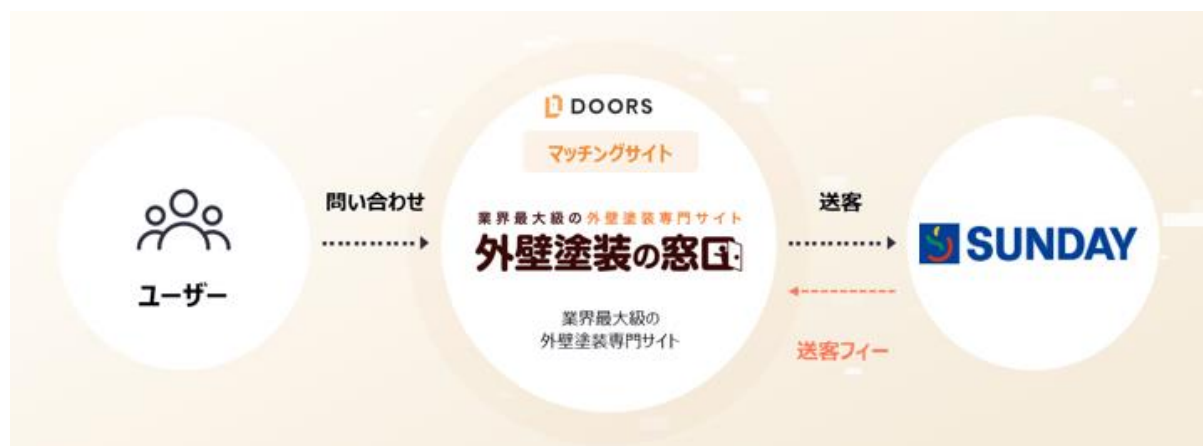 DOORS
マッチングサイト
問い合わせ
送客
業界最大級の外壁塗装専門サイト
外壁塗装の窓口
SUNDAY
ユーザー
業界最大級の
外壁塗装専門サイト
送客フィー